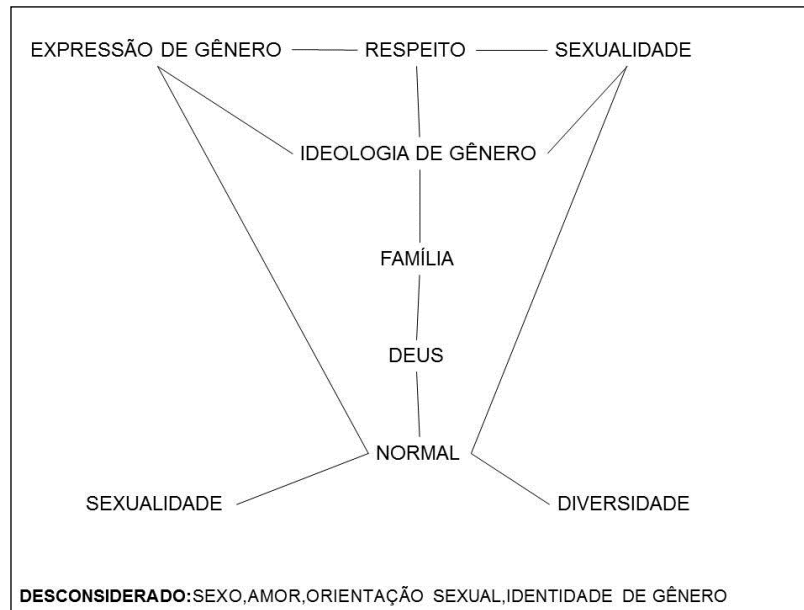 EXPRESSÃO DE GÊNERO RESPEITO SEXUALIDADE
IDEOLOGIA DE GÊNERO
FAMÍLIA
DEUS
NORMAL
SEXUALIDADE DIVERSIDADE
DESCONSIDERADO:SEXO,AMOR,ORIENTAÇÃO SEXUAL,IDENTIDADE DE GÊNERO